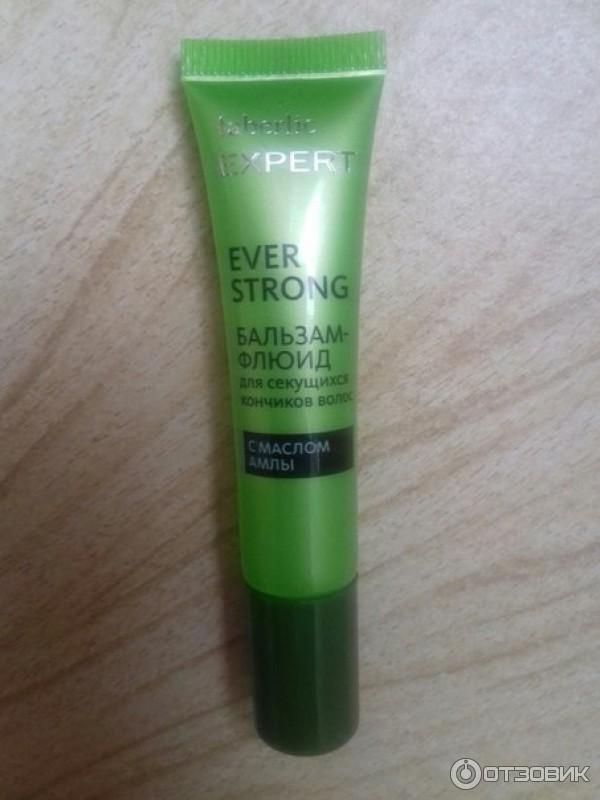 faberlic
EXPERT
EVER
STRONG
БАЛЬЗАМ-
ФЛЮИД
для секущихся
кончиков волос
С МАСЛОМ
АМЛЫ
ОТЗОВИК